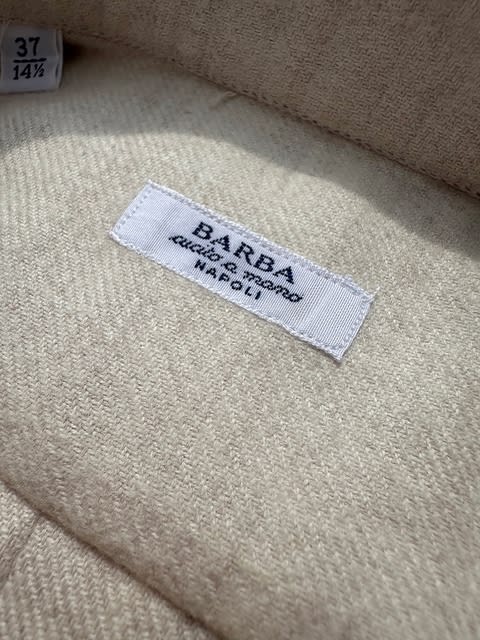 37
14½
BARBA
cucito a mano
NAPOLI